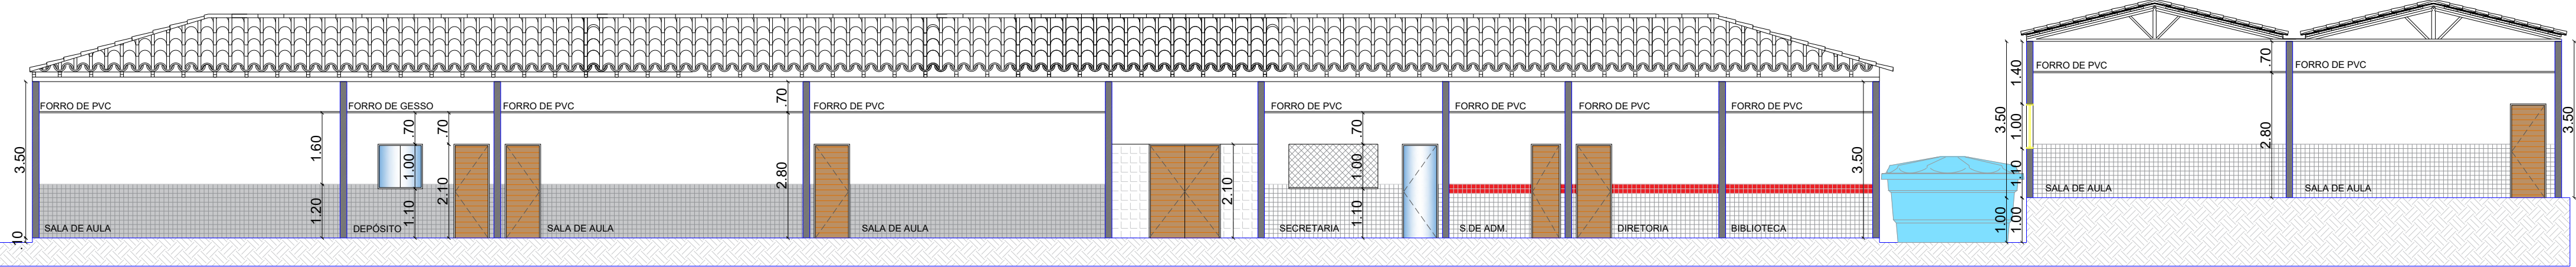 3.50
.10
FORRO DE PVC
1.60
1.20
SALA DE AULA
FORRO DE GESSO
.70
1.00
1.10
.70
2.10
DEPÓSITO
FORRO DE PVC
SALA DE AULA
.70
2.80
FORRO DE PVC
SALA DE AULA
2.10
FORRO DE PVC
.70
1.00
1.10
SECRETARIA
FORRO DE PVC
S.DE ADM.
FORRO DE PVC
DIRETORIA
FORRO DE PVC
BIBLIOTECA
3.50
3.50
1.00
1.40
1.00
1.10
1.00
FORRO DE PVC
SALA DE AULA
.70
2.80
FORRO DE PVC
SALA DE AULA
3.50